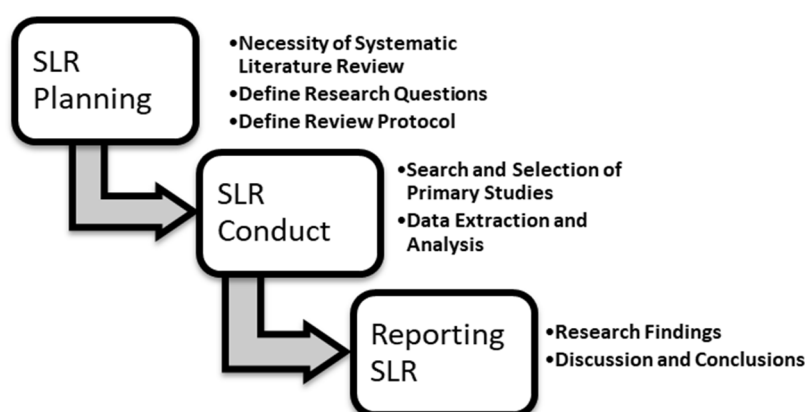 SLR
Planning
•Necessity of Systematic
Literature Review
•Define Research Questions
•Define Review Protocol
SLR
Conduct
•Search and Selection of
Primary Studies
•Data Extraction and
Analysis
Reporting
SLR
•Research Findings
•Discussion and Conclusions